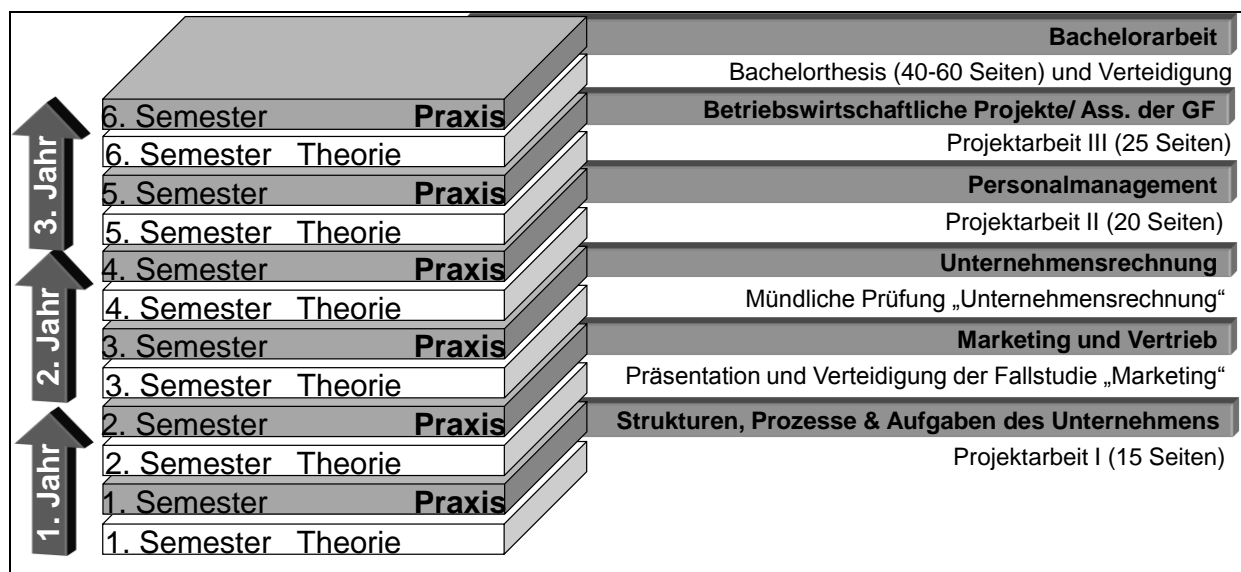 Bachelorarbeit
Bachelorthesis (40-60 Seiten) und Verteidigung
6. Semester Praxis
Betriebswirtschaftliche Projekte/ Ass. der GF
6. Semester Theorie
Projektarbeit III (25 Seiten)
5. Semester Praxis
Personalmanagement
5. Semester Theorie
Projektarbeit II (20 Seiten)
3. Jahr
4. Semester Praxis
Unternehmensrechnung
4. Semester Theorie
Mündliche Prüfung „Unternehmensrechnung“
3. Semester Praxis
Marketing und Vertrieb
3. Semester Theorie
Präsentation und Verteidigung der Fallstudie „Marketing“
2. Jahr
2. Semester Praxis
Strukturen, Prozesse & Aufgaben des Unternehmens
2. Semester Theorie
Projektarbeit I (15 Seiten)
1. Semester Praxis
1. Semester Theorie
1. Jahr